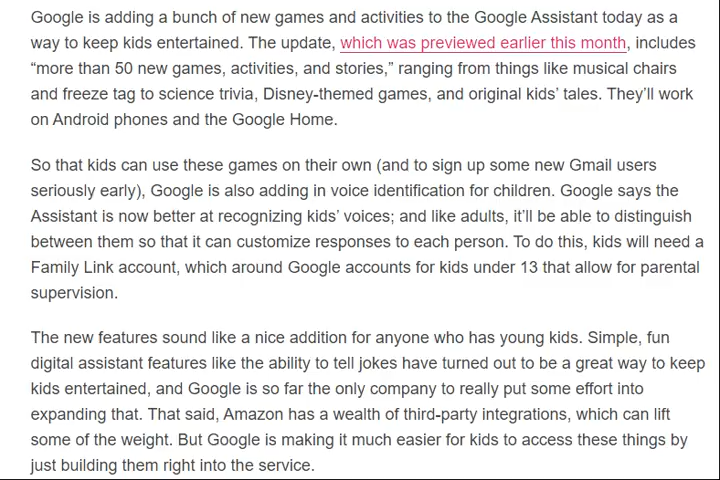 Google is adding a bunch of new games and activities to the Google Assistant today as a
way to keep kids entertained. The update, which was previewed earlier this month, includes
“more than 50 new games, activities, and stories,” ranging from things like musical chairs
and freeze tag to science trivia, Disney-themed games, and original kids’ tales. They’ll work
on Android phones and the Google Home.
So that kids can use these games on their own (and to sign up some new Gmail users
seriously early), Google is also adding in voice identification for children. Google says the
Assistant is now better at recognizing kids’ voices; and like adults, it’ll be able to distinguish
between them so that it can customize responses to each person. To do this, kids will need a
Family Link account, which around Google accounts for kids under 13 that allow for parental
supervision.
The new features sound like a nice addition for anyone who has young kids. Simple, fun
digital assistant features like the ability to tell jokes have turned out to be a great way to keep
kids entertained, and Google is so far the only company to really put some effort into
expanding that. That said, Amazon has a wealth of third-party integrations, which can lift
some of the weight. But Google is making it much easier for kids to access these things by
just building them right into the service.